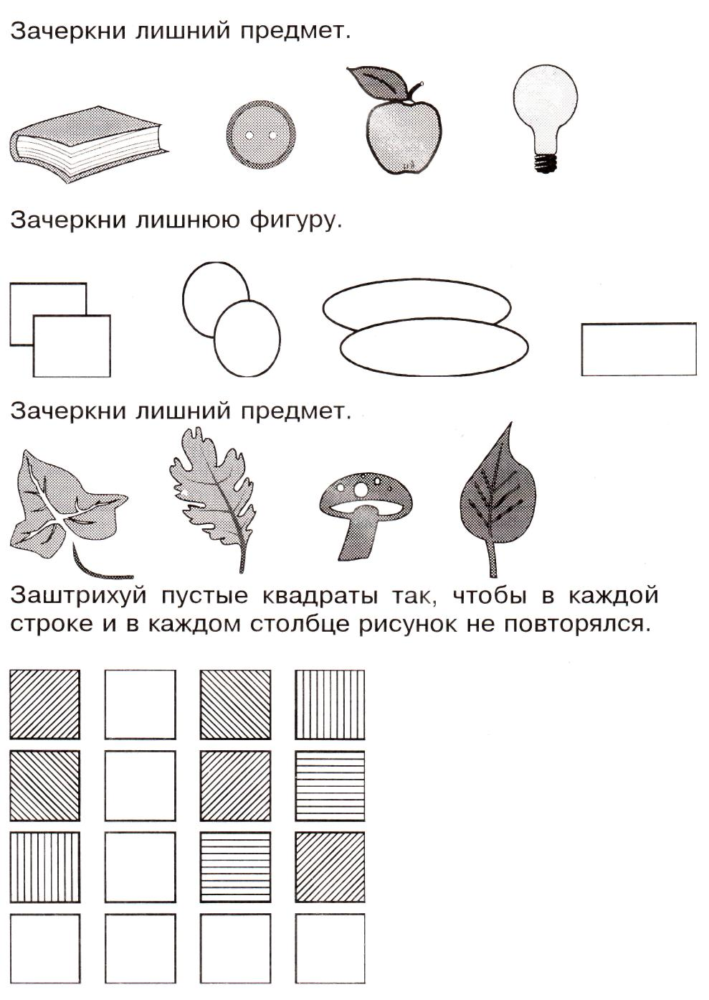 Зачеркни лишний предмет.
Зачеркни лишнюю фигуру.
Зачеркни лишний предмет.
Заштрихуй пустые квадраты так, чтобы в каждой
строке и в каждом столбце рисунок не повторялся.